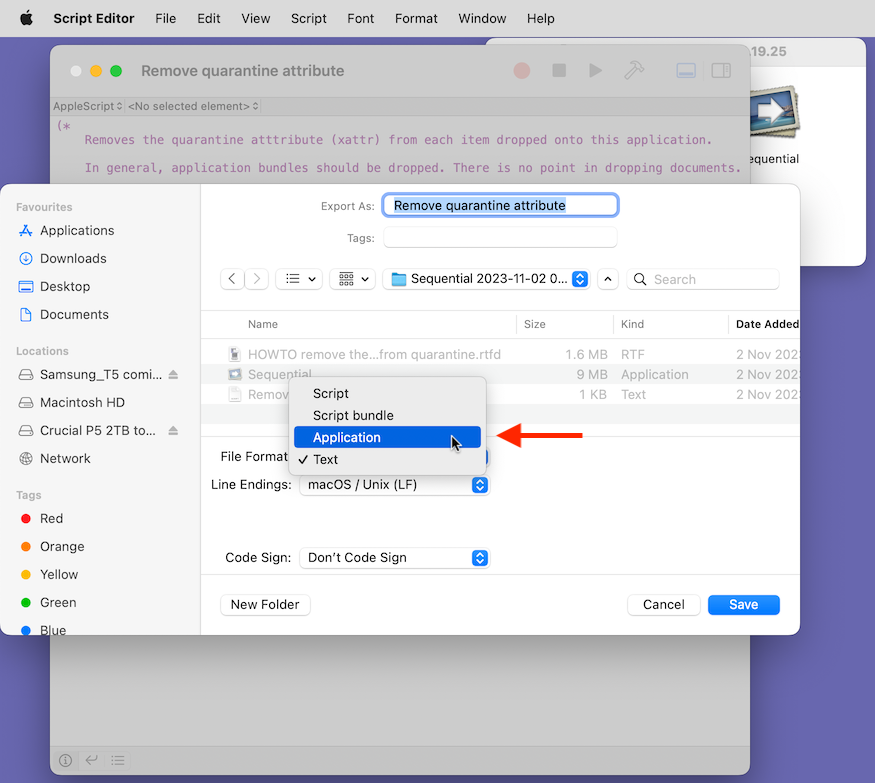 Script Editor File Edit View Script Font Format Window Help
19.25
Remove quarantine attribute
AppleScript <No selected element>
(*
Removes the quarantine atttribute (xattr) from each item dropped onto this application.
In general, application bundles should be dropped. There is no point in dropping documents.
equential
Favourites
Applications
Downloads
Desktop
Documents
Locations
Samsung_T5 comi...
Macintosh HD
Crucial P5 2TB to...
Network
Tags
Red
Orange
Yellow
Green
Blue
Export As: Remove quarantine attribute
Tags:
Sequential 2023-11-02 0... Search
Name Size Kind Date Added
HOWTO remove the...from quarantine.rtfd 1.6 MB RTF 2 Nov 202
Sequential 9 MB Application 2 Nov 202
Remov 1 KB Text 2 Nov 202
Script
Script bundle
Application
✓ Text
File Format
Line Endings: macOS / Unix (LF)
Code Sign: Don't Code Sign
New Folder Cancel Save